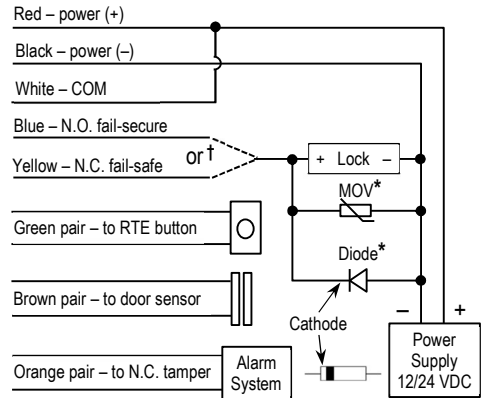 Red – power (+)
Black – power (–)
White – COM
Blue – N.O. fail-secure
or†
Yellow – N.C. fail-safe
+ Lock –
MOV*
Green pair – to RTE button
Diode*
Brown pair – to door sensor
Cathode
– +
Power
Supply
12/24 VDC
Orange pair – to N.C. tamper
Alarm
System